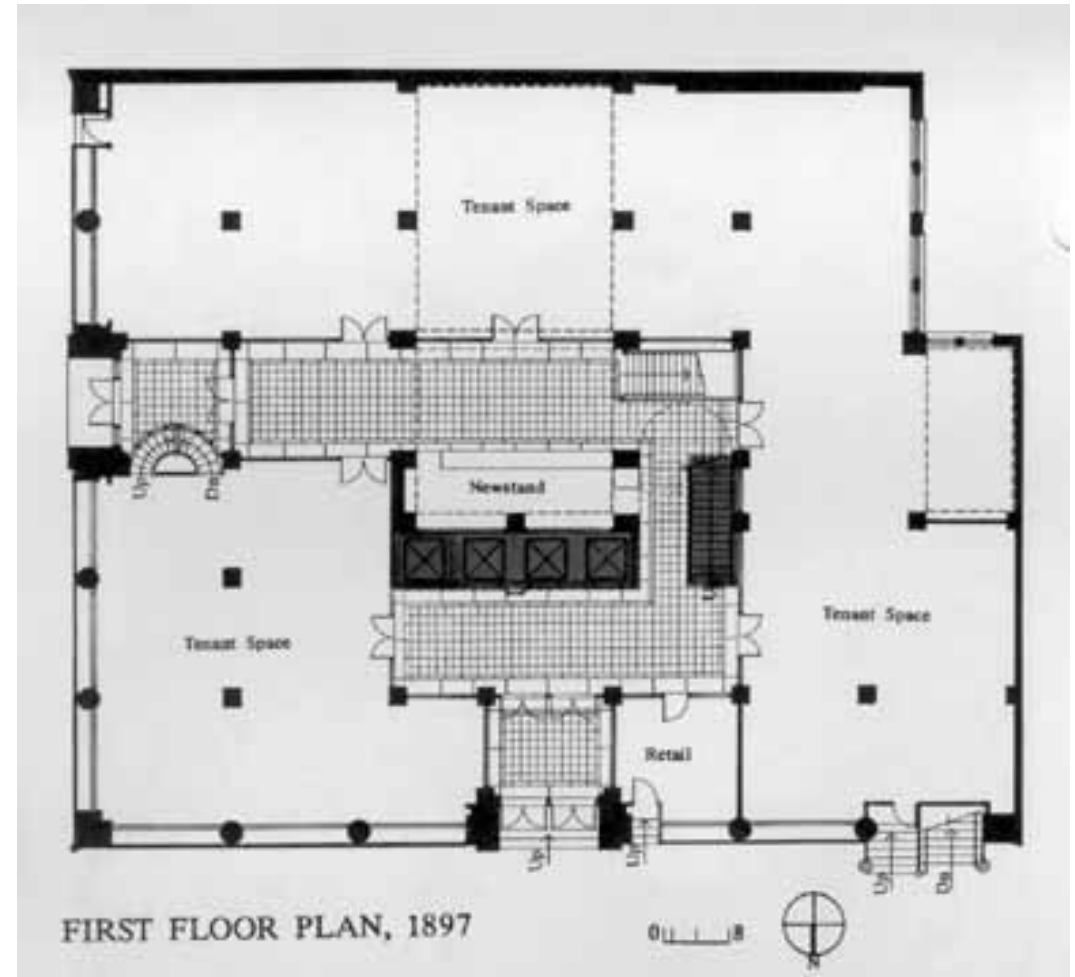 Tenant Space
Up
Dn
Newstand
Up
Tenant Space
Tenant Space
Retail
Up
Up
Up
Dn
FIRST FLOOR PLAN, 1897
0 8
N